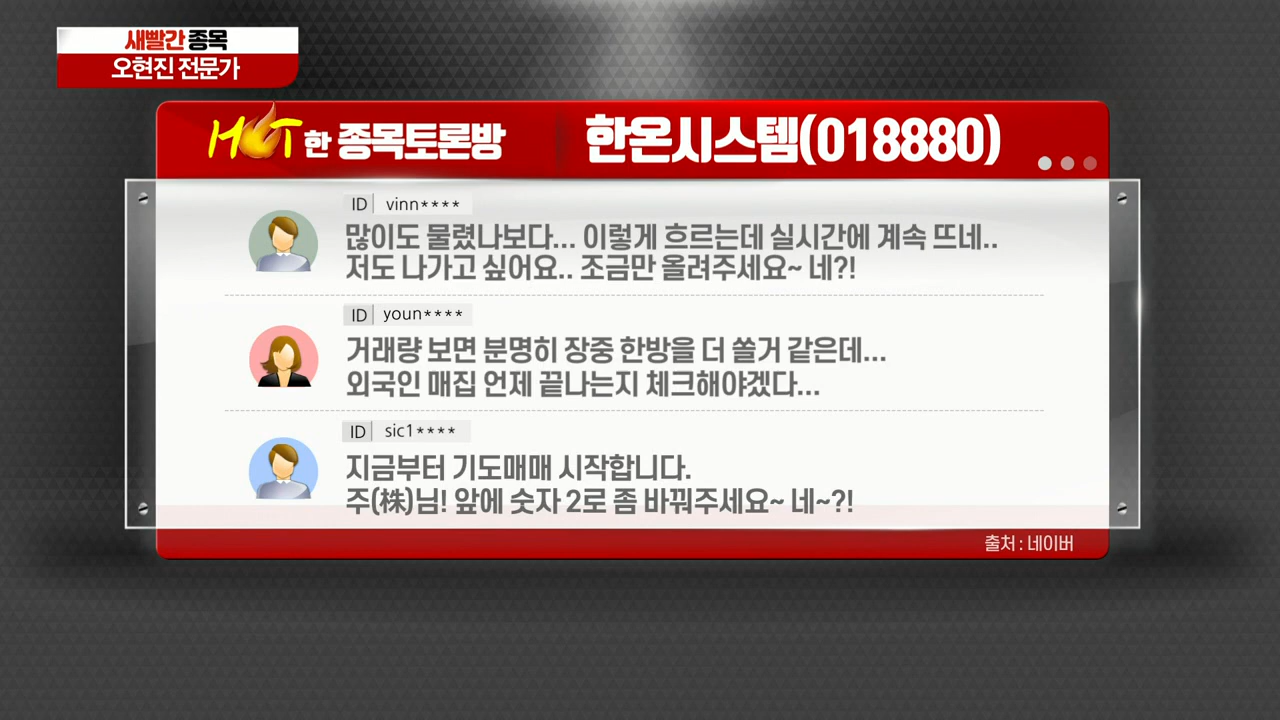 새빨간 종목
오현진 전문가
HOT한 종목토론방
한온시스템(018880)
ID vinn****
많이도 물렸나보다... 이렇게 흐르는데 실시간에 계속 뜨네..
저도 나가고 싶어요.. 조금만 올려주세요~ 네?!
ID youn****
거래량 보면 분명히 장중 한방을 더 쏠거 같은데...
외국인 매집 언제 끝나는지 체크해야겠다...
ID sic1****
지금부터 기도매매 시작합니다.
주(株)님! 앞에 숫자 2로 좀 바꿔주세요~ 네~?!
출처 : 네이버